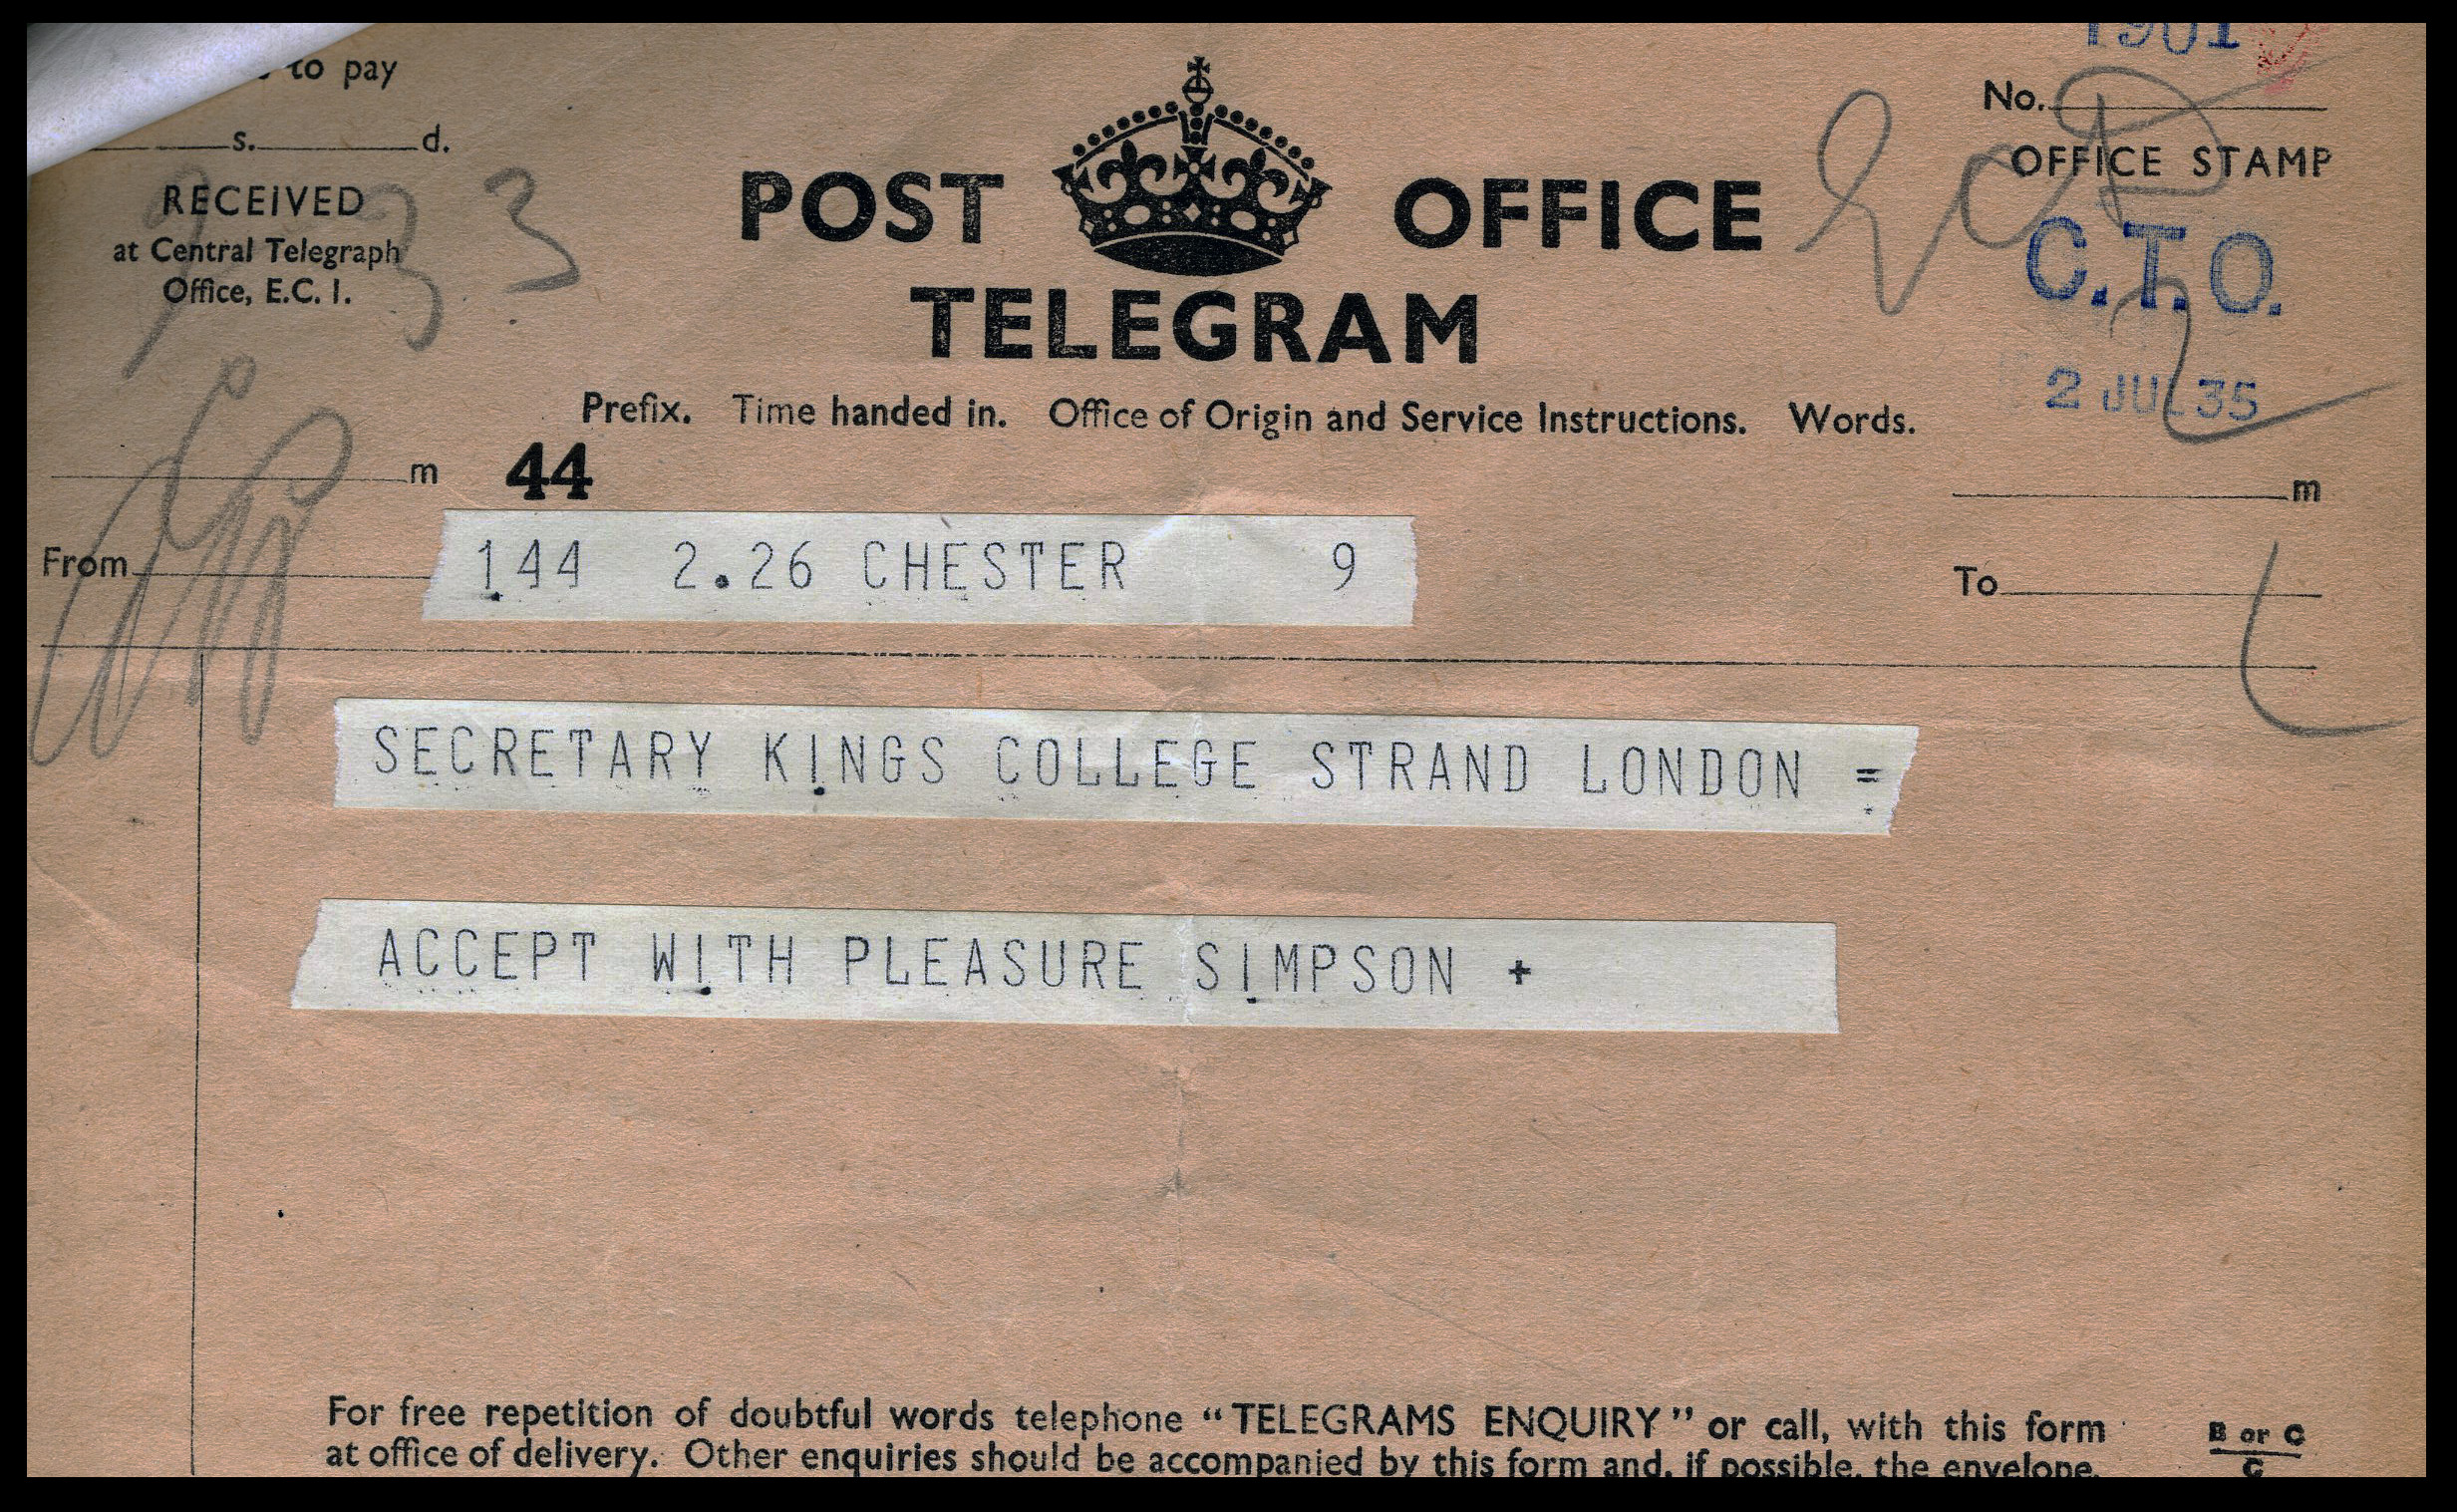 to pay
No.
s. d.
OFFICE STAMP
RECEIVED
at Central Telegraph
Office, E.C. 1.
POST OFFICE
TELEGRAM
C.T.O.
2 JUL 35
Prefix. Time handed in. Office of Origin and Service Instructions. Words.
m 44 m
From 144 2.26 CHESTER 9 To
SECRETARY KINGS COLLEGE STRAND LONDON =
ACCEPT WITH PLEASURE SIMPSON +
For free repetition of doubtful words telephone “TELEGRAMS ENQUIRY” or call, with this form
at office of delivery. Other enquiries should be accompanied by this form and, if possible, the envelope.
B or C
C